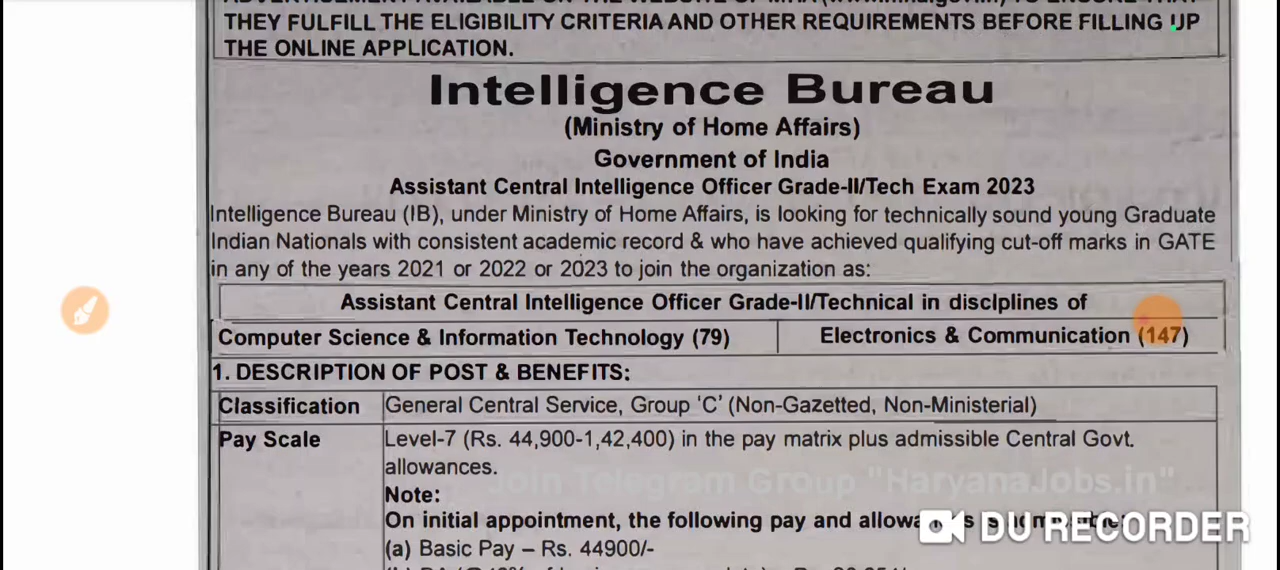 THEY FULFILL THE ELIGIBILITY CRITERIA AND OTHER REQUIREMENTS BEFORE FILLING UP
THE ONLINE APPLICATION.
Intelligence Bureau
(Ministry of Home Affairs)
Government of India
Assistant Central Intelligence Officer Grade-II/Tech Exam 2023
Intelligence Bureau (IB), under Ministry of Home Affairs, is looking for technically sound young Graduate
Indian Nationals with consistent academic record & who have achieved qualifying cut-off marks in GATE
in any of the years 2021 or 2022 or 2023 to join the organization as:
Assistant Central Intelligence Officer Grade-II/Technical in disciplines of
Computer Science & Information Technology (79) Electronics & Communication (147)
1. DESCRIPTION OF POST & BENEFITS:
Classification General Central Service, Group 'C' (Non-Gazetted, Non-Ministerial)
Pay Scale Level-7 (Rs. 44,900-1,42,400) in the pay matrix plus admissible Central Govt.
allowances.
Join Telegram Group "HaryanaJobs.in"
Note:
On initial appointment, the following pay and
DU RECORDER
(a) Basic Pay – Rs. 44900/-